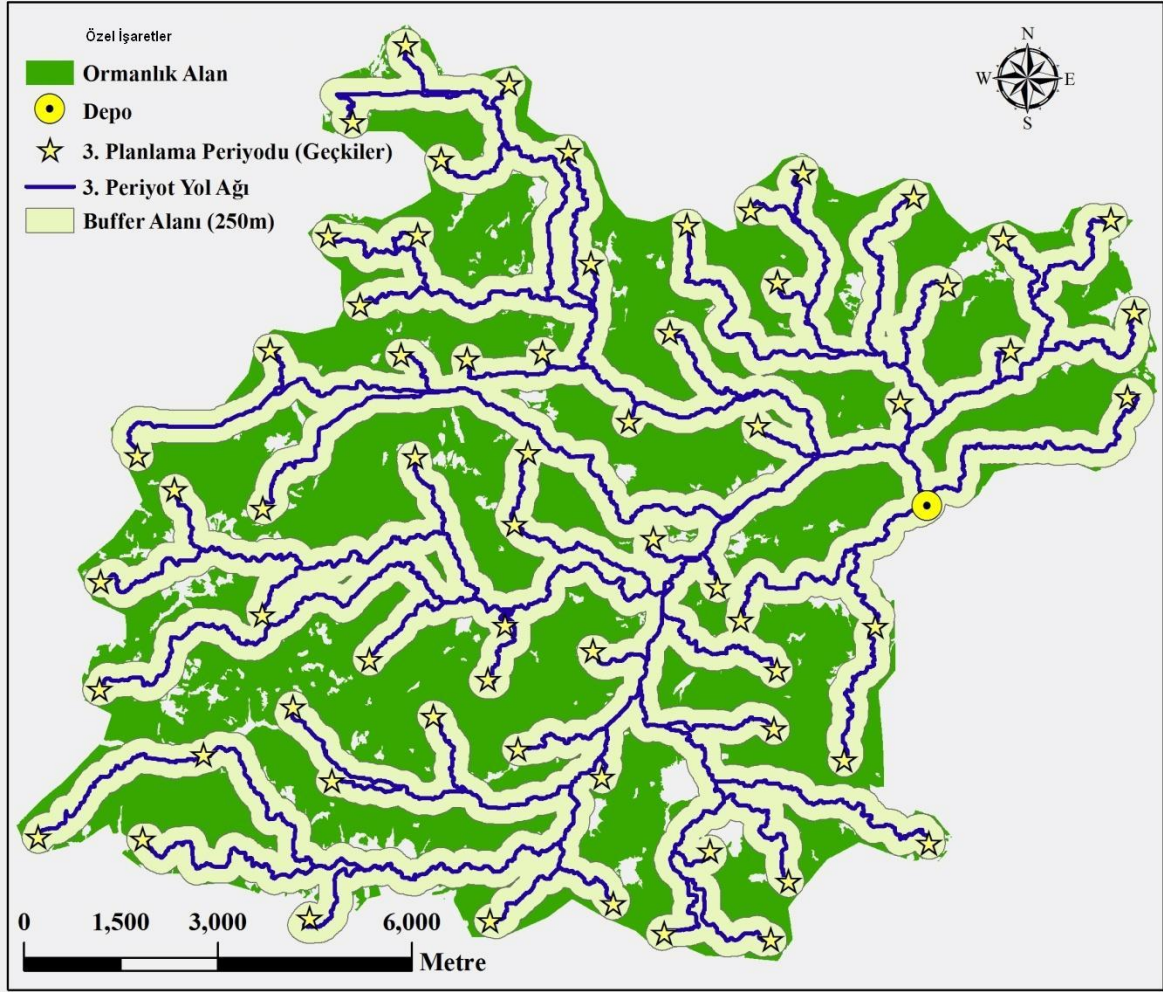 Özel İşaretler
Ormanlık Alan
Depo
3. Planlama Periyodu (Geçkiler)
3. Periyot Yol Ağı
Buffer Alanı (250m)
N
W E
S
0 1,500 3,000 6,000
Metre